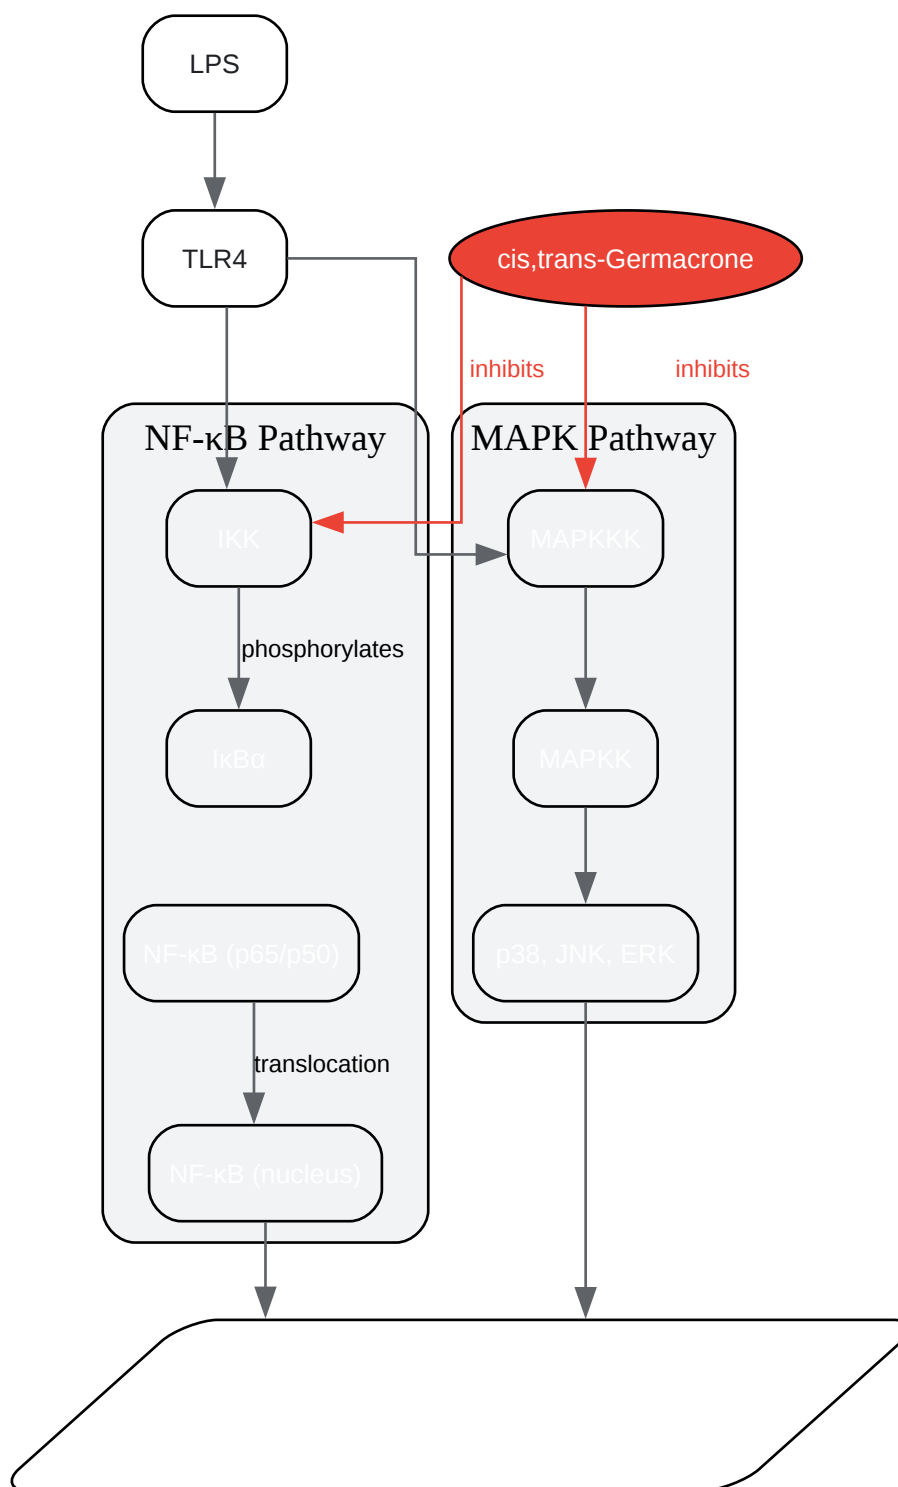 LPS
TLR4
cis,trans-Germacrone
inhibits
inhibits
NF-κB Pathway
MAPK Pathway
IKK
MAPKKK
phosphorylates
IκBα
MAPKK
NF-κB (p65/p50)
p38, JNK, ERK
translocation
NF-κB (nucleus)